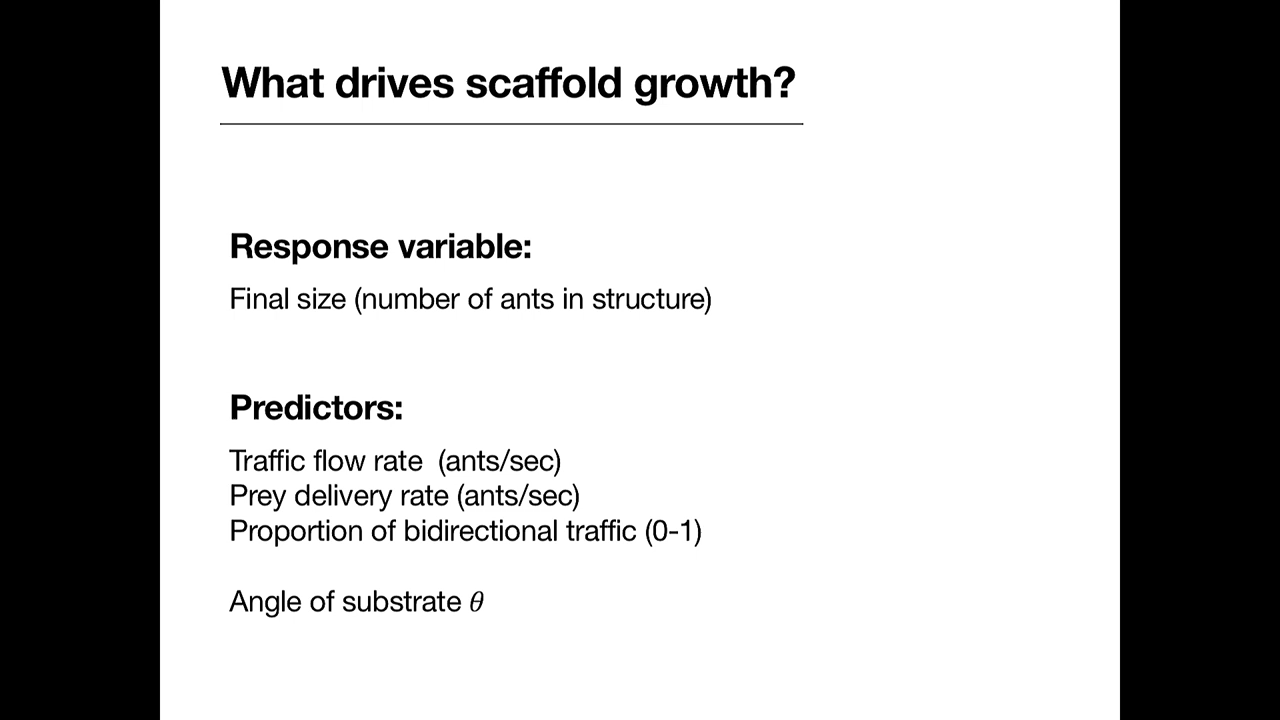 What drives scaffold growth?
Response variable:
Final size (number of ants in structure)
Predictors:
Traffic flow rate  (ants/sec)
Prey delivery rate (ants/sec)
Proportion of bidirectional traffic (0-1)
Angle of substrate θ